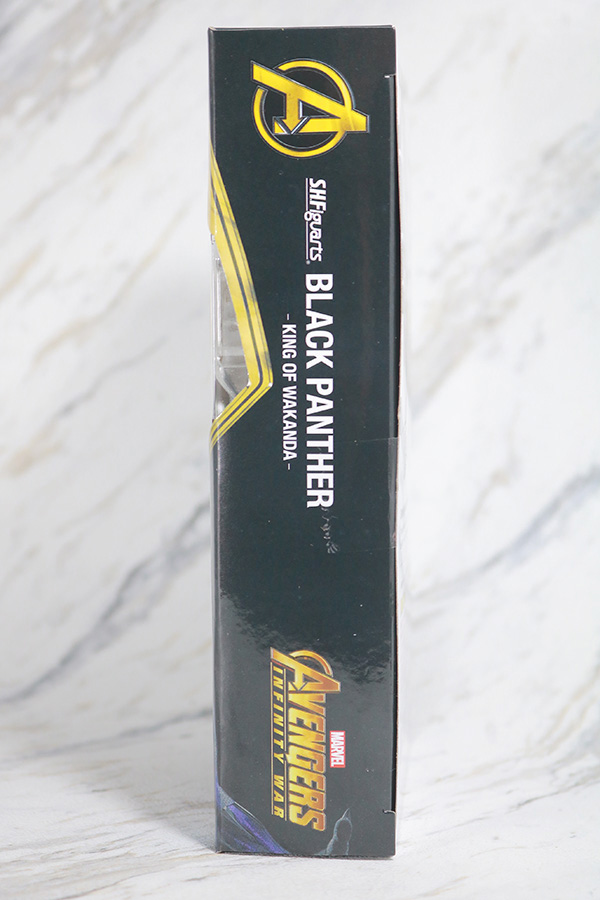 S.H.Figuarts
BLACK PANTHER
- KING OF WAKANDA -
MARVEL
AVENGERS
INFINITY WAR